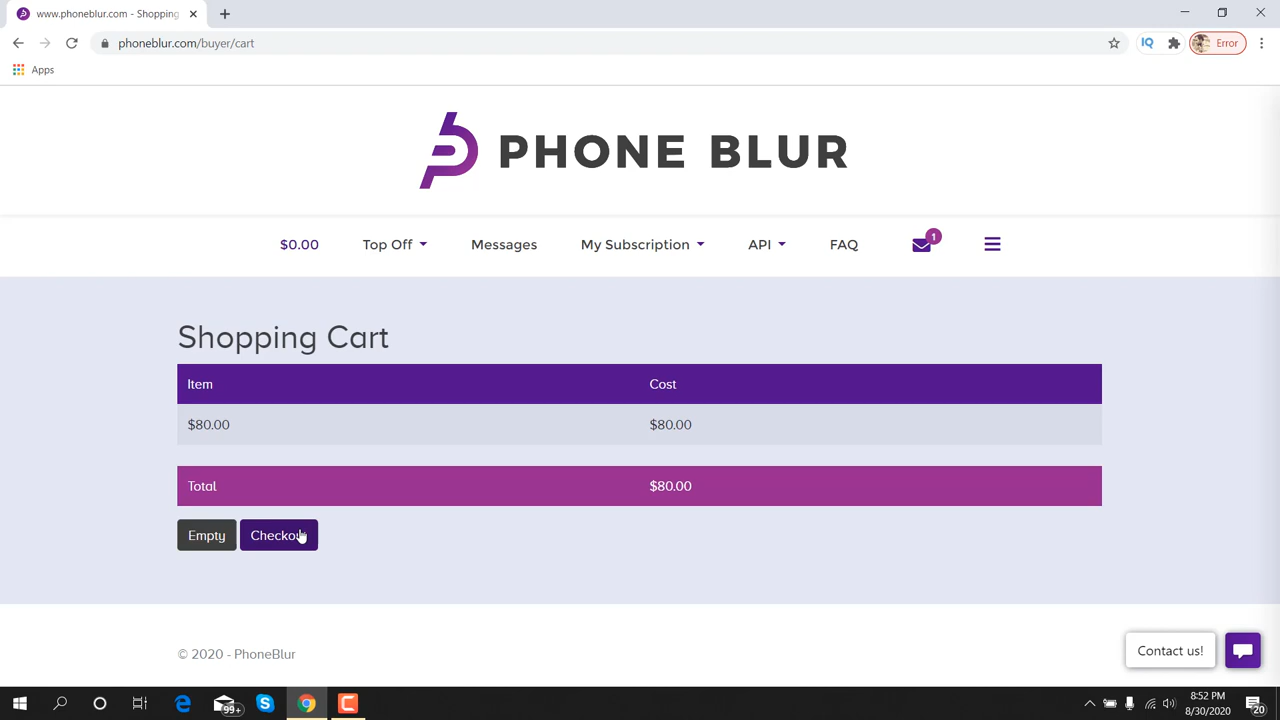 www.phoneblur.com - Shopping
phoneblur.com/buyer/cart
IQ
Error
Apps
PHONE BLUR
$0.00 Top Off Messages My Subscription API FAQ 1
Shopping Cart
Item Cost
$80.00 $80.00
Total $80.00
Empty
© 2020 - PhoneBlur
Contact us!
99+
8:52 PM
8/30/2020
20